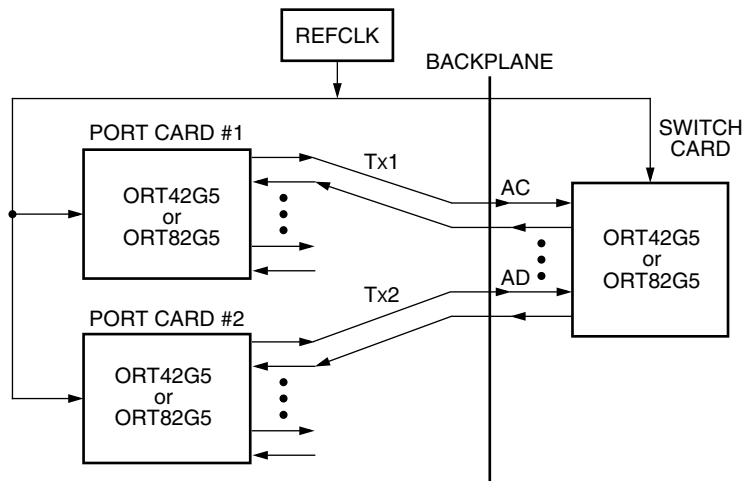 REFCLK
BACKPLANE
PORT CARD #1
SWITCH
CARD
Tx1
AC
ORT42G5
or
ORT82G5
ORT42G5
or
ORT82G5
Tx2
AD
PORT CARD #2
ORT42G5
or
ORT82G5